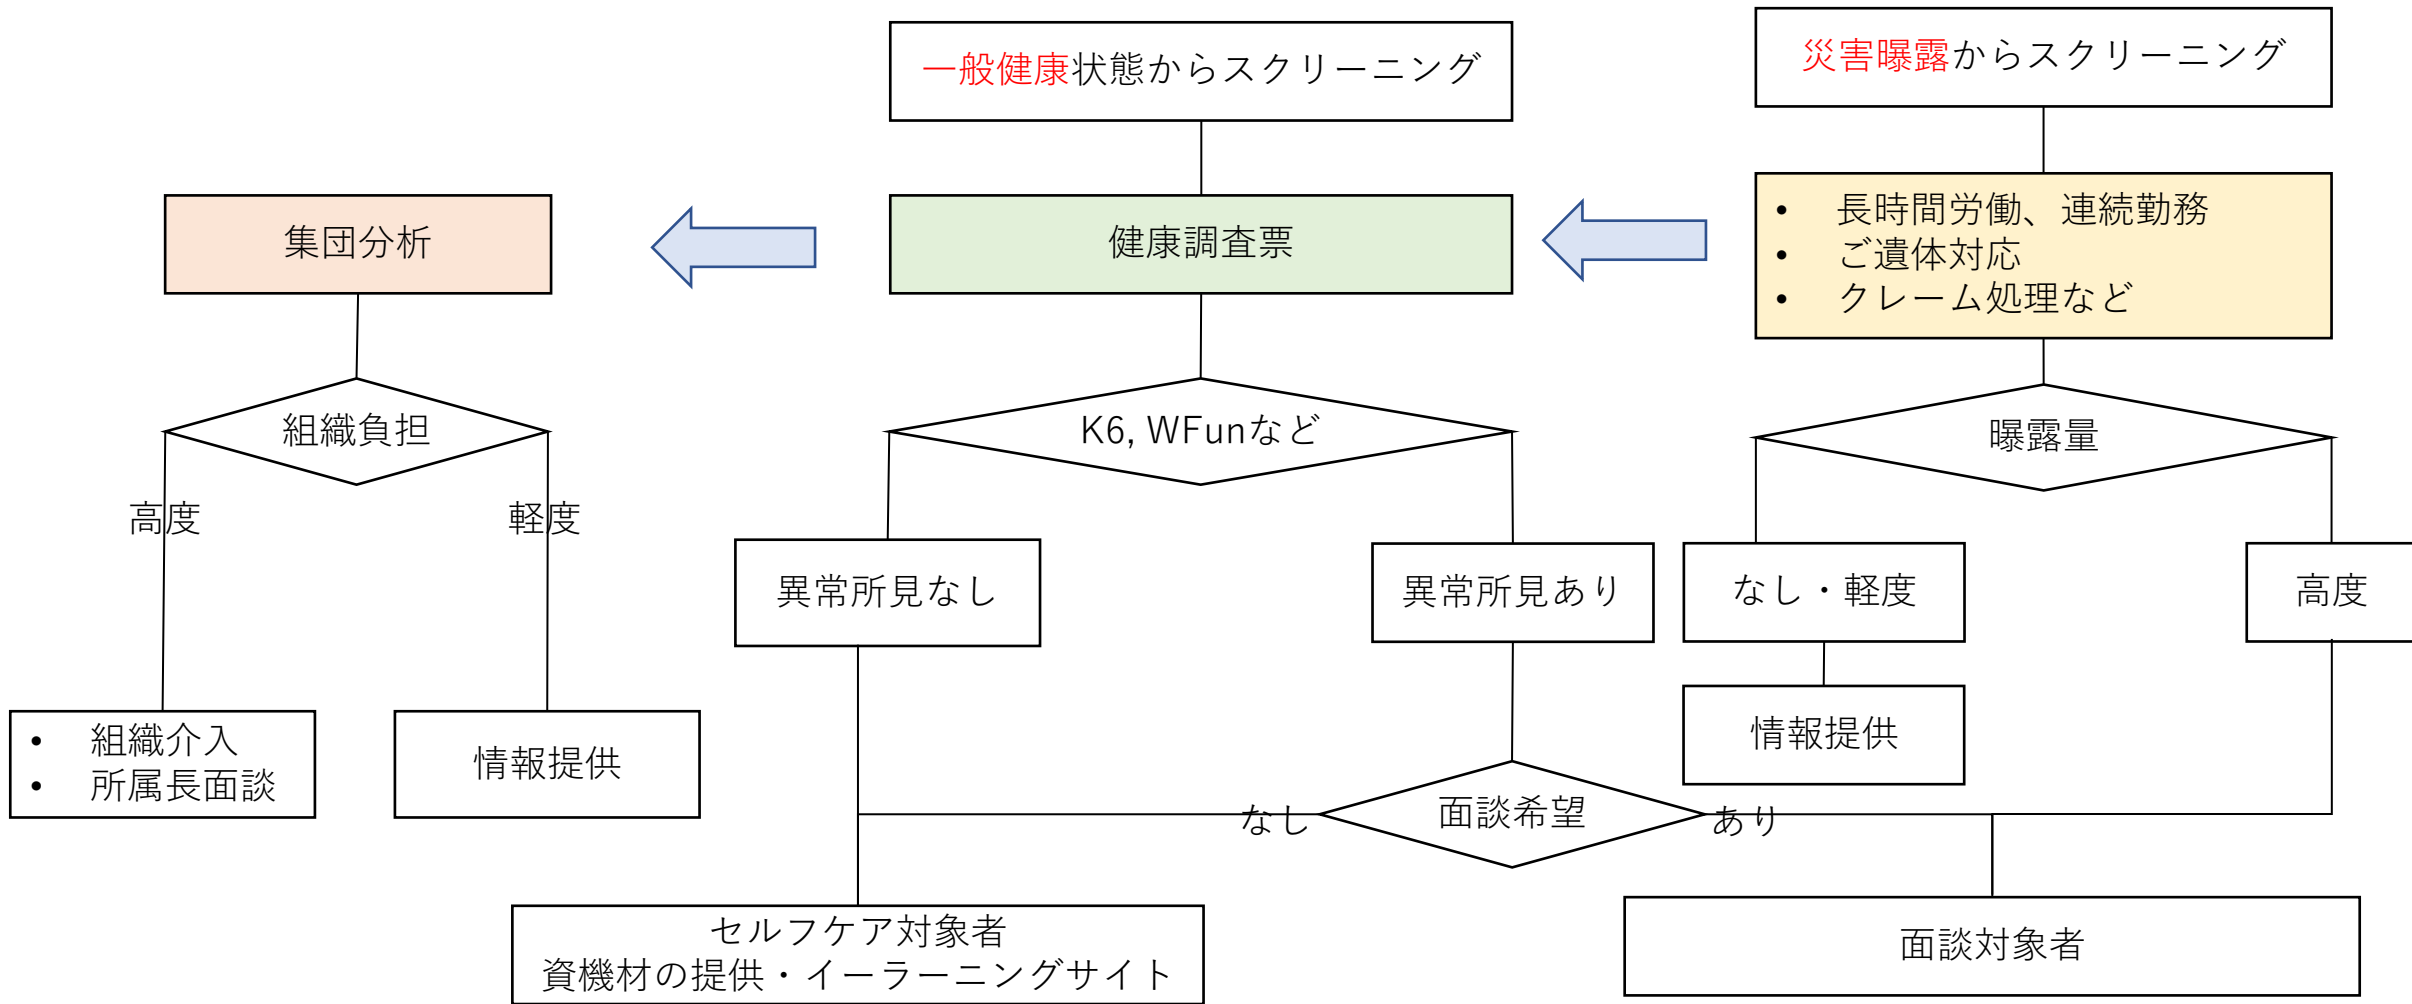 一般健康状態からスクリーニング
災害曝露からスクリーニング
集団分析
健康調査票
• 長時間労働、連続勤務
• ご遺体対応
• クレーム処理など
組織負担
K6, WFunなど
曝露量
高度
軽度
異常所見なし
異常所見あり
なし・軽度
高度
• 組織介入
• 所属長面談
情報提供
情報提供
なし
面談希望
あり
セルフケア対象者
資機材の提供・イーラーニングサイト
面談対象者